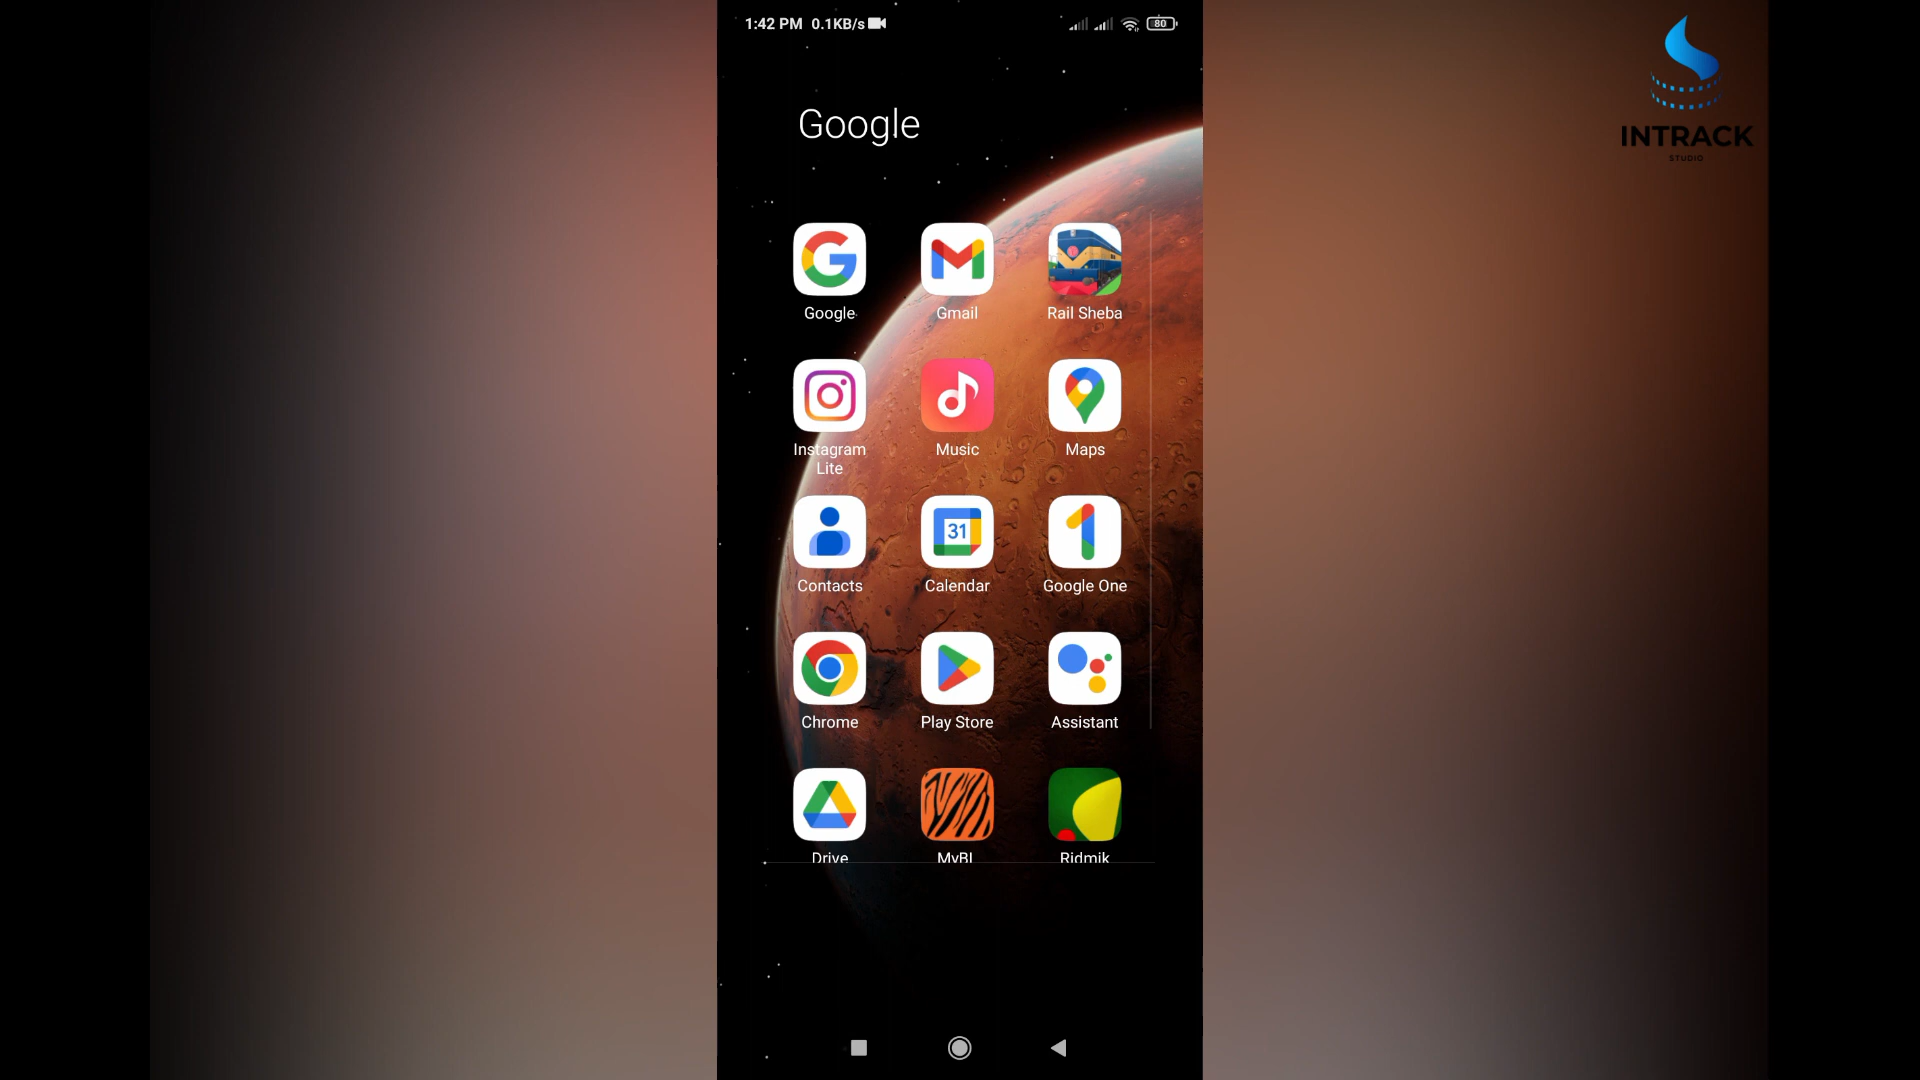 1:42 PM 0.1KB/s 80
INTRACK
STUDIO
Google
Google Gmail Rail Sheba
Instagram Lite Music Maps
31
Contacts Calendar Google One
Chrome Play Store Assistant
Drive MyBL Ridmik